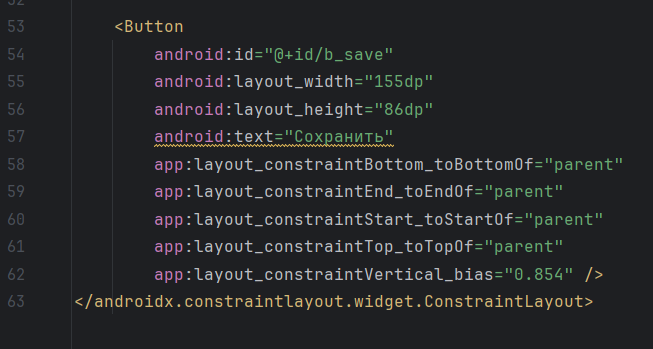 53 <Button
54 android:id="@+id/b_save"
55 android:layout_width="155dp"
56 android:layout_height="86dp"
57 android:text="Сохранить"
58 app:layout_constraintBottom_toBottomOf="parent"
59 app:layout_constraintEnd_toEndOf="parent"
60 app:layout_constraintStart_toStartOf="parent"
61 app:layout_constraintTop_toTopOf="parent"
62 app:layout_constraintVertical_bias="0.854" />
63 </androidx.constraintlayout.widget.ConstraintLayout>